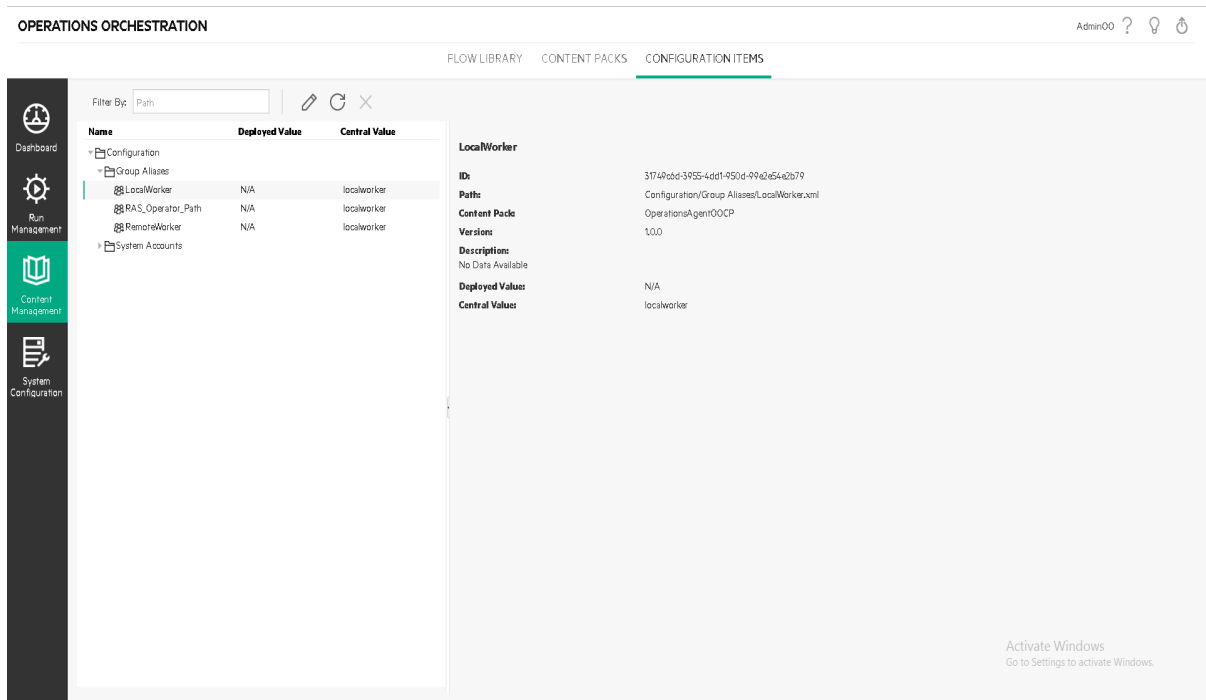 OPERATIONS ORCHESTRATION
AdminOO ?
FLOW LIBRARY CONTENT PACKS CONFIGURATION ITEMS
Dashboard
Run
Management
Content
Management
System
Configuration
Filter By: Path
Name Deployed Value Central Value
Configuration
Group Aliases
LocalWorker N/A localworker
RAS_Operator_Path N/A localworker
RemoteWorker N/A localworker
System Accounts
LocalWorker
ID: 31749c6d-3955-4dd1-950d-99e2e54e2b79
Path: Configuration/Group Aliases/LocalWorker.xml
Content Pack: OperationsAgentOOCP
Version: 1.0.0
Description:
No Data Available
Deployed Value: N/A
Central Value: localworker
Activate Windows
Go to Settings to activate Windows.